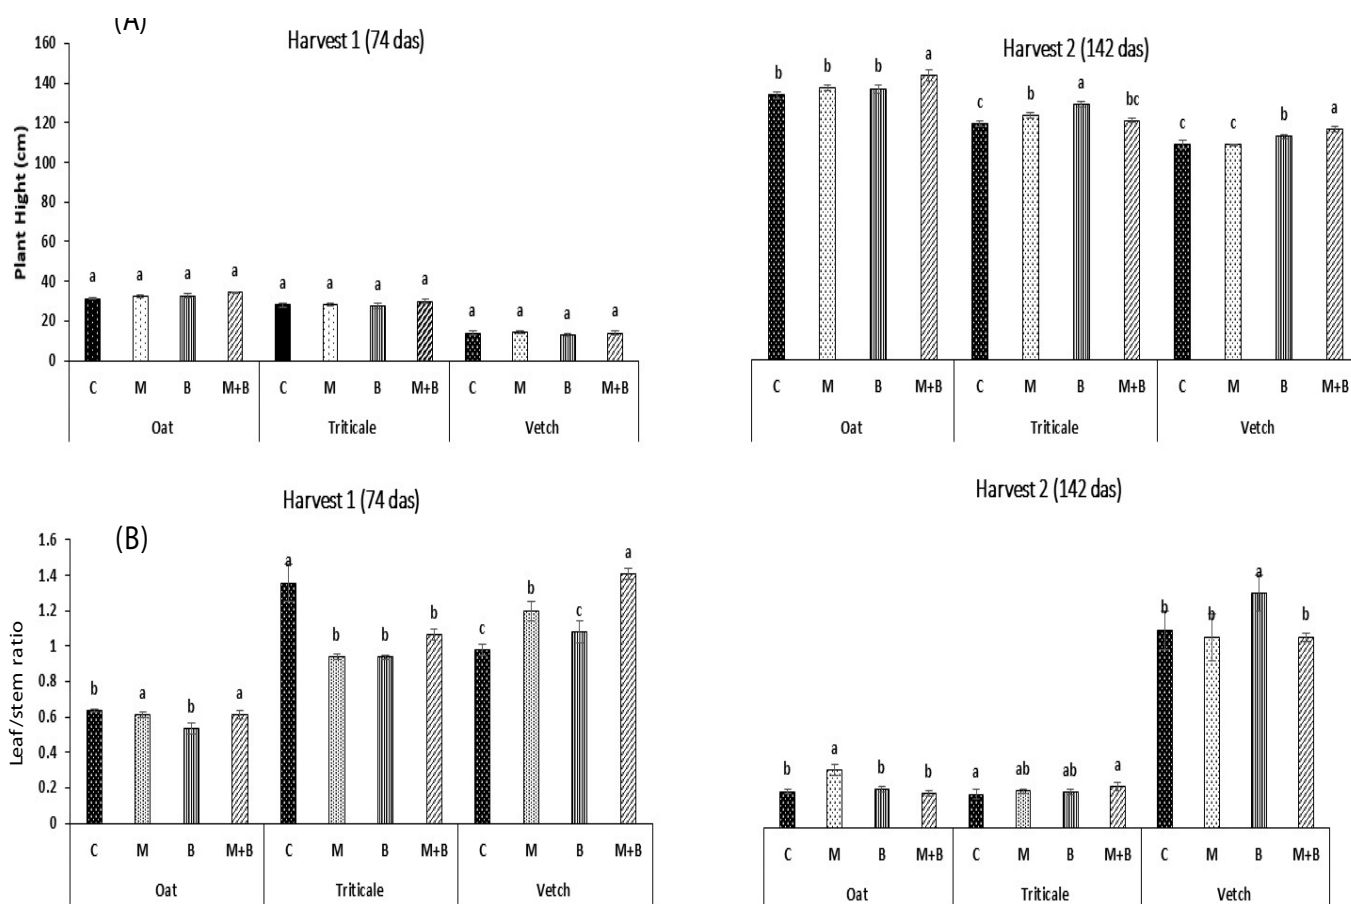 (A)
Harvest 1 (74 das)
Plant Hight (cm)
160
140
120
100
80
60
40
20
0
a a a a a a a a a a a a
C M B M+B C M B M+B C M B M+B
Oat Triticale Vetch
Harvest 2 (142 das)
b b b a c b a bc c c b a
C M B M+B C M B M+B C M B M+B
Oat Triticale Vetch
(B)
Harvest 1 (74 das)
Leaf/stem ratio
1.6
1.4
1.2
1
0.8
0.6
0.4
0.2
0
b a b a a b b b c b c a
C M B M+B C M B M+B C M B M+B
Oat Triticale Vetch
Harvest 2 (142 das)
b a b b a ab ab a b b a b
C M B M+B C M B M+B C M B M+B
Oat Triticale Vetch